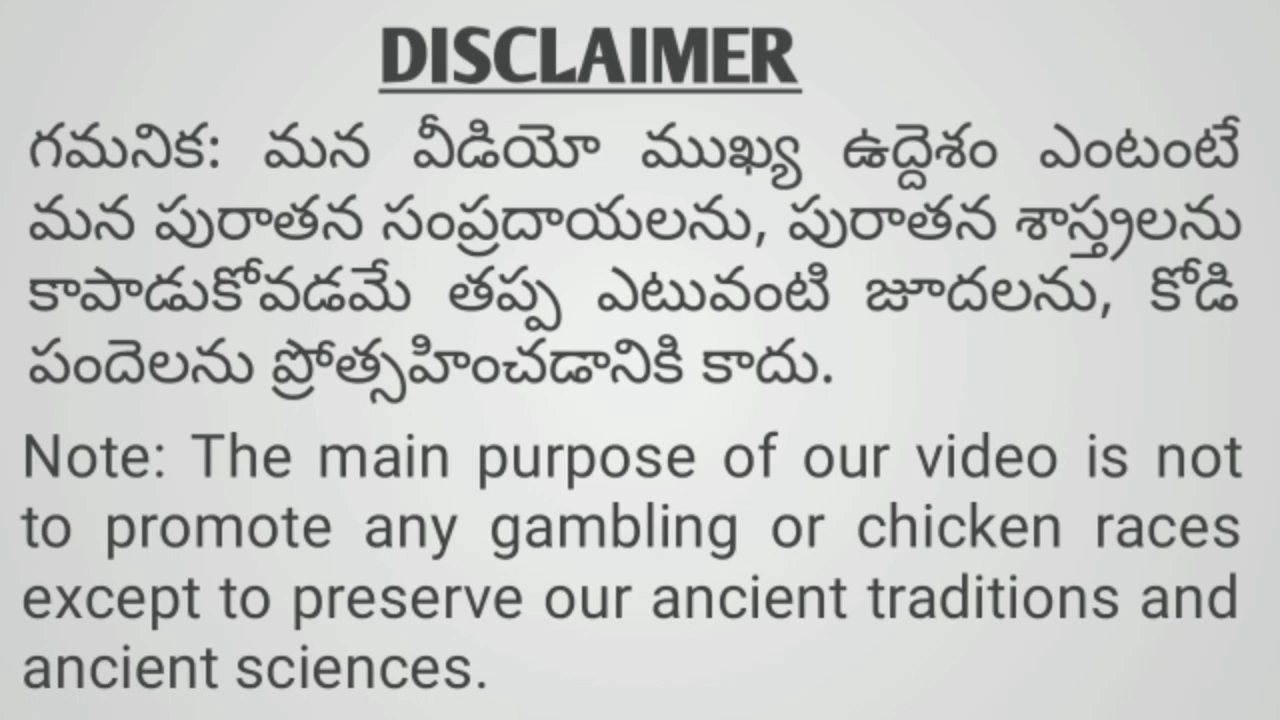 DISCLAIMER
గమనిక: మన వీడియో ముఖ్య ఉద్దెశం ఎంటంటే
మన పురాతన సంప్రదాయలను, పురాతన శాస్త్రలను
కాపాడుకోవడమే తప్ప ఎటువంటి జూదలను, కోడి
పందెలను ప్రోత్సహించడానికి కాదు.
Note: The main purpose of our video is not
to promote any gambling or chicken races
except to preserve our ancient traditions and
ancient sciences.